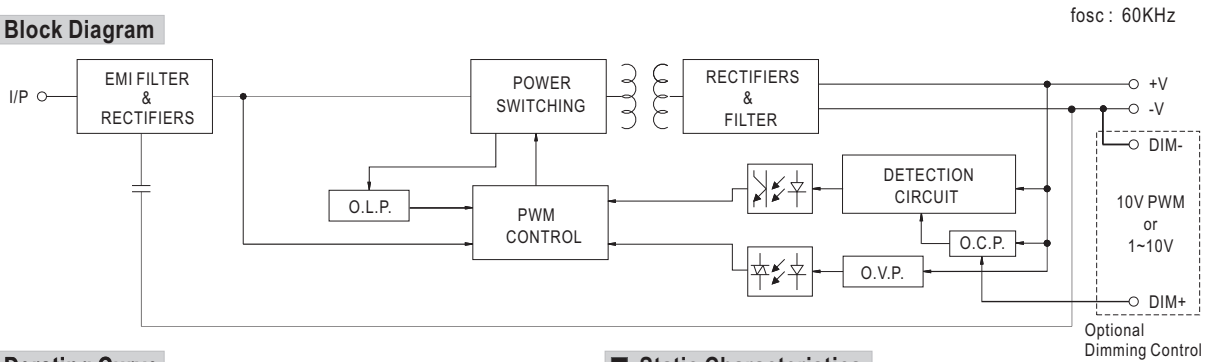 fosc : 60KHz
Block Diagram
I/P
EMI FILTER
&
RECTIFIERS
POWER
SWITCHING
RECTIFIERS
&
FILTER
+V
-V
DIM-
DETECTION
CIRCUIT
O.L.P.
PWM
CONTROL
10V PWM
or
1~10V
O.C.P.
O.V.P.
DIM+
Optional
Dimming Control
Derating Curve
■ Static Characteristics